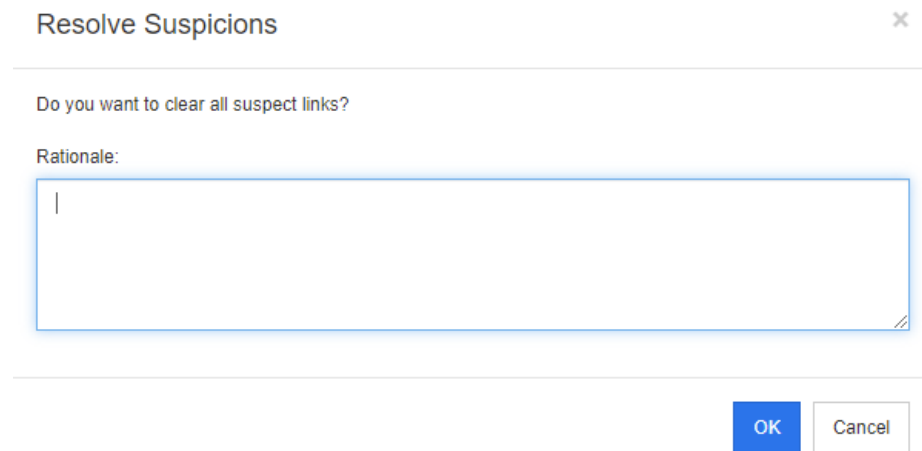 Resolve Suspicions
×
Do you want to clear all suspect links?
Rationale:
OK
Cancel